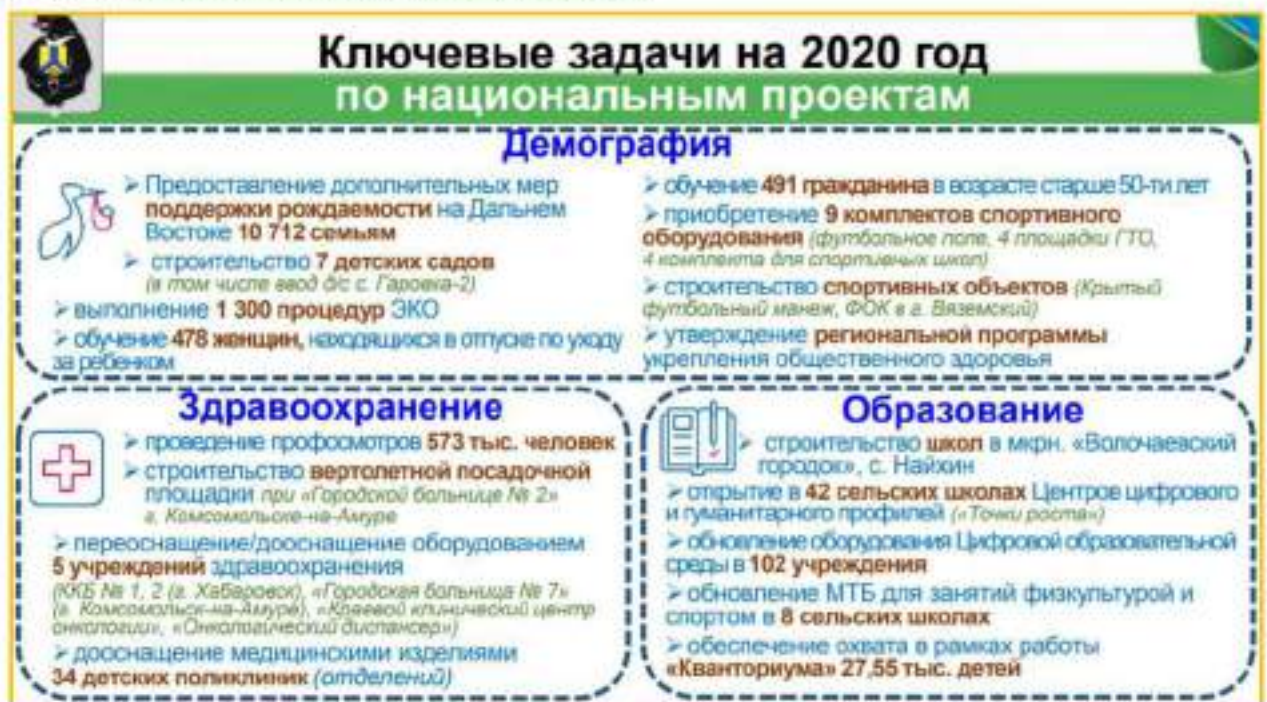 Ключевые задачи на 2020 год
по национальным проектам
Демография
➢ Предоставление дополнительных мер
поддержки рождаемости на Дальнем
Востоке 10 712 семьям
➢ строительство 7 детских садов
(в том числе ввод д/с с. Гаровка-2)
➢ выполнение 1 300 процедур ЭКО
➢ обучение 478 женщин, находящихся в отпуске по уходу
за ребенком
➢ обучение 491 гражданина в возрасте старше 50-ти лет
➢ приобретение 9 комплектов спортивного
оборудования (футбольное поле, 4 площадки ГТО,
4 комплекта для спортивных школ)
➢ строительство спортивных объектов (Крытый
футбольный манеж, ФОК в г. Вяземский)
➢ утверждение региональной программы
укрепления общественного здоровья
Здравоохранение
➢ проведение профосмотров 573 тыс. человек
➢ строительство вертолетной посадочной
площадки при «Городской больнице № 2»
г. Комсомольске-на-Амуре
➢ переоснащение/дооснащение оборудованием
5 учреждений здравоохранения
(ККБ № 1, 2 (г. Хабаровск), «Городская больница № 7»
(г. Комсомольск-на-Амуре), «Краевой клинический центр
онкологии», «Онкологический диспансер»)
➢ дооснащение медицинскими изделиями
34 детских поликлиник (отделений)
Образование
➢ строительство школ в мкрн. «Волочаевский
городок», с. Найхин
➢ открытие в 42 сельских школах Центров цифрового
и гуманитарного профилей («Точки роста»)
➢ обновление оборудования Цифровой образовательной
среды в 102 учреждения
➢ обновление МТБ для занятий физкультурой и
спортом в 8 сельских школах
➢ обеспечение охвата в рамках работы
«Кванториума» 27,55 тыс. детей